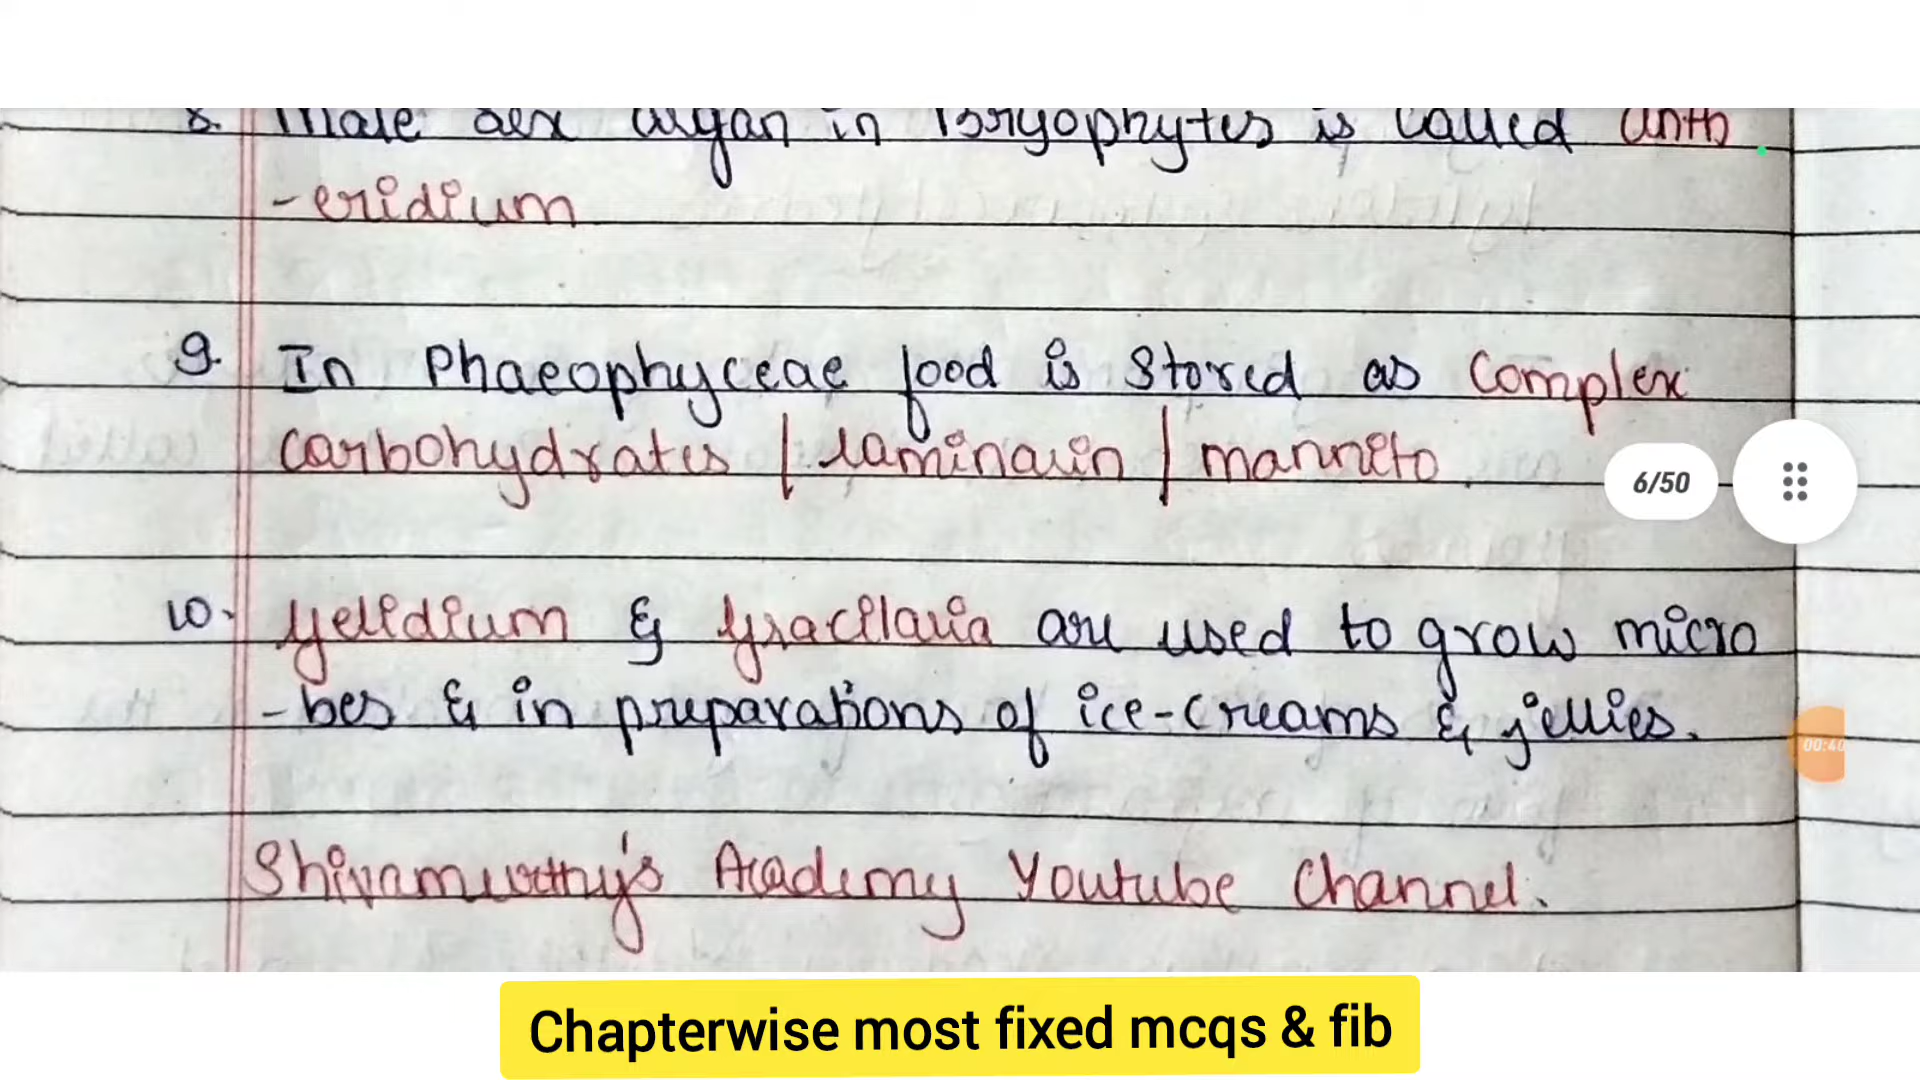 8. Male sex organ in Bryophytes is called anth
-eridium
9. In Phaeophyceae food is stored as complex
carbohydrates | laminarin | mannito
6/50
10. Gelidium & Gracilaria are used to grow micro
-bes & in preparations of ice-creams & jellies.
00:40
Shivamurthy's Academy Youtube Channel.
Chapterwise most fixed mcqs & fib